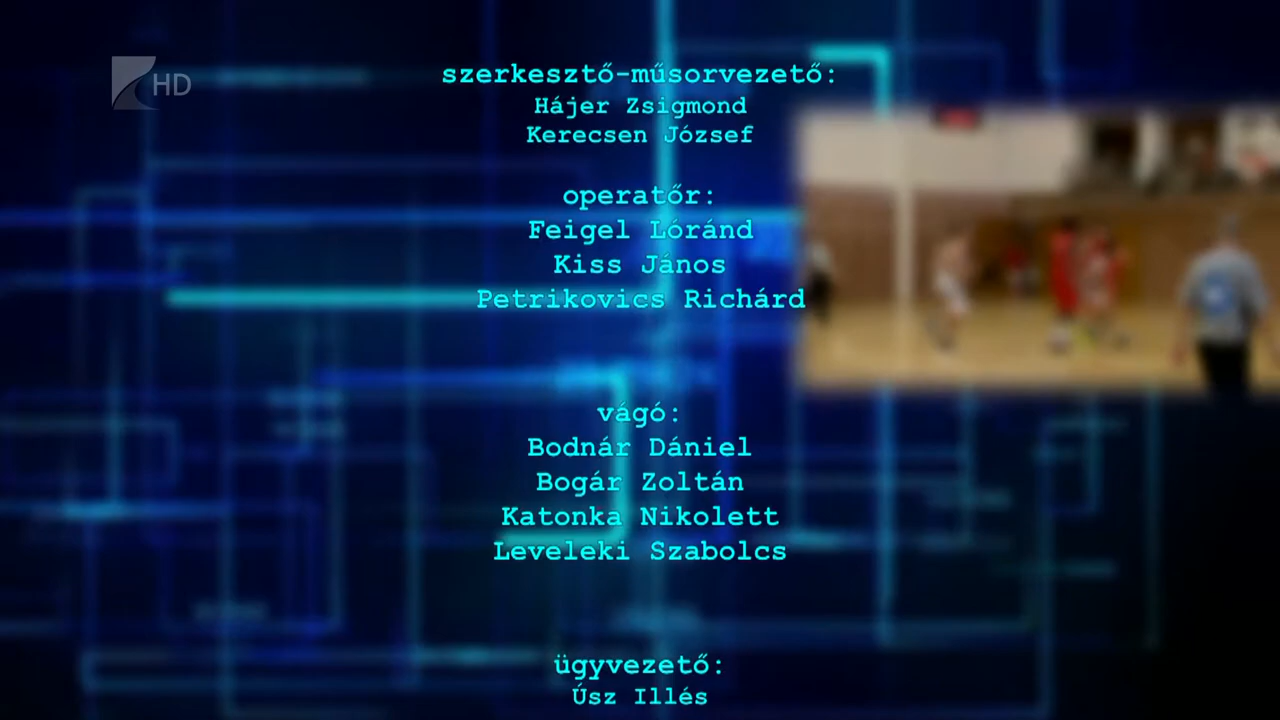 HD
szerkesztő-műsorvezető:
Hájer Zsigmond
Kerecsen József
operatőr:
Feigel Lóránd
Kiss János
Petrikovics Richárd
vágó:
Bodnár Dániel
Bogár Zoltán
Katonka Nikolett
Leveleki Szabolcs
ügyvezető:
Úsz Illés